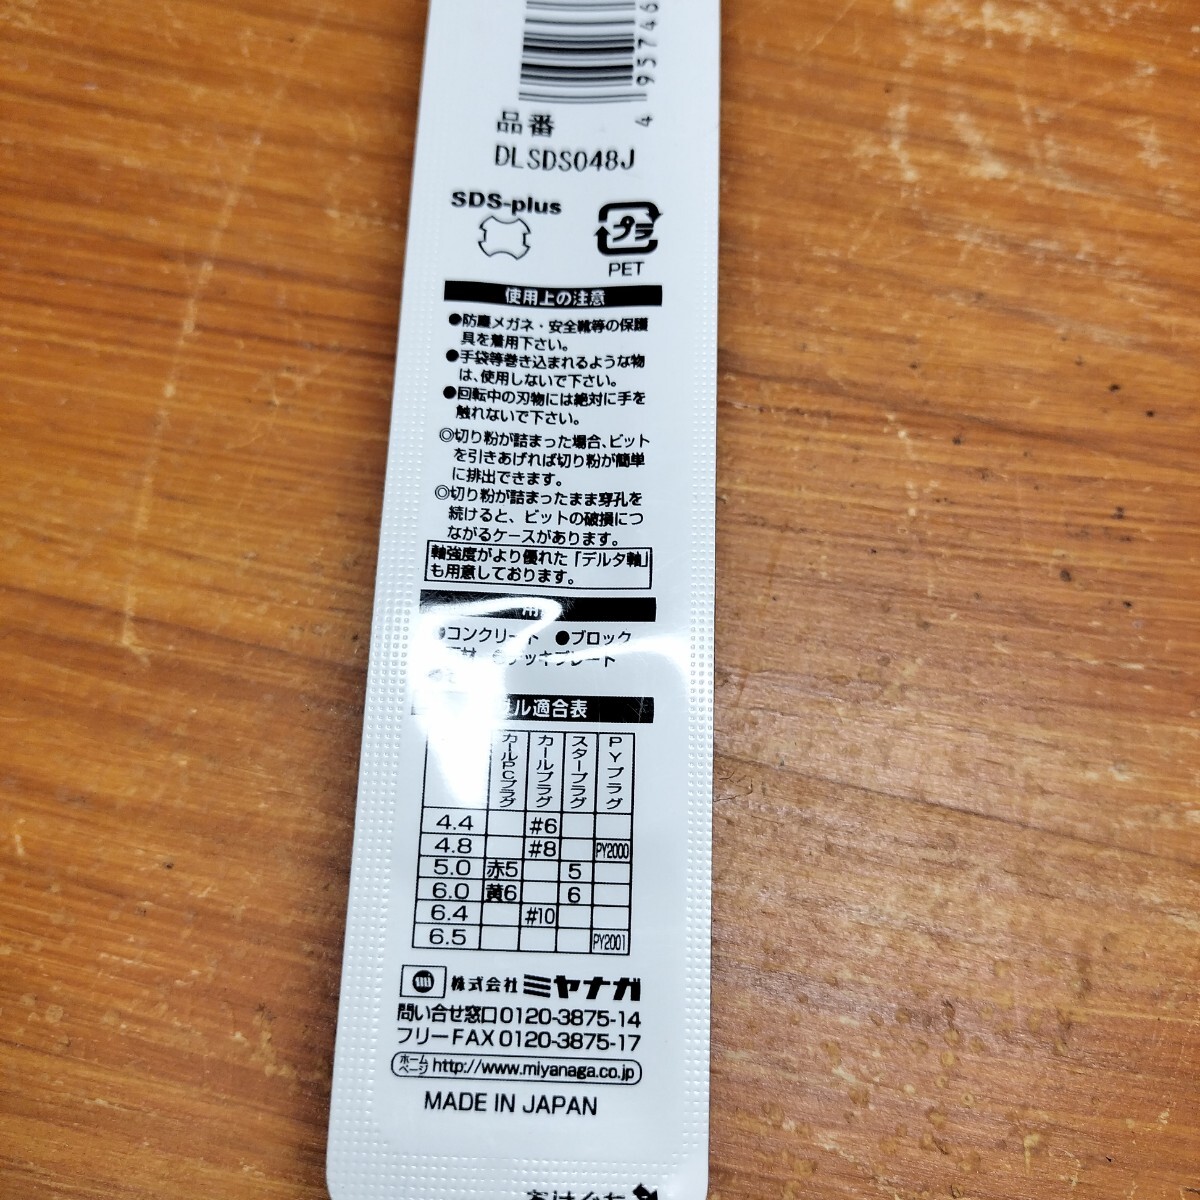 4 95746
品番
DLSDS048J
SDS-plus
プラ
PET
使用上の注意
●防塵メガネ・安全靴等の保護
具を着用下さい。
●手袋等巻き込まれるような物
は、使用しないで下さい。
●回転中の刃物には絶対に手を
触れないで下さい。
◎切り粉が詰まった場合、ビット
を引きあげれば切り粉が簡単
に排出できます。
◎切り粉が詰まったまま穿孔を
続けると、ビットの破損につ
ながるケースがあります。
軸強度がより優れた「デルタ軸」
も用意しております。
●コンクリート ●ブロック
●デッキプレート
適合表
カールPCプラグ カールプラグ スタープラグ PYプラグ
4.4 #6
4.8 #8 PY2000
5.0 赤5 5
6.0 黄6 6
6.4 #10
6.5 PY2001
株式会社 ミヤナガ
問い合せ窓口 0120-3875-14
フリーFAX 0120-3875-17
ホームページ http://www.miyanaga.co.jp
MADE IN JAPAN